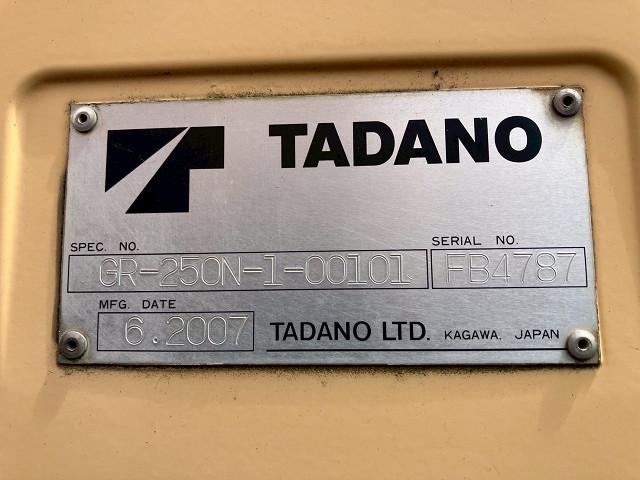 TADANO
SPEC. NO.
GR-250N-1-00101
SERIAL NO.
FB4787
MFG. DATE
6.2007
TADANO LTD. KAGAWA, JAPAN